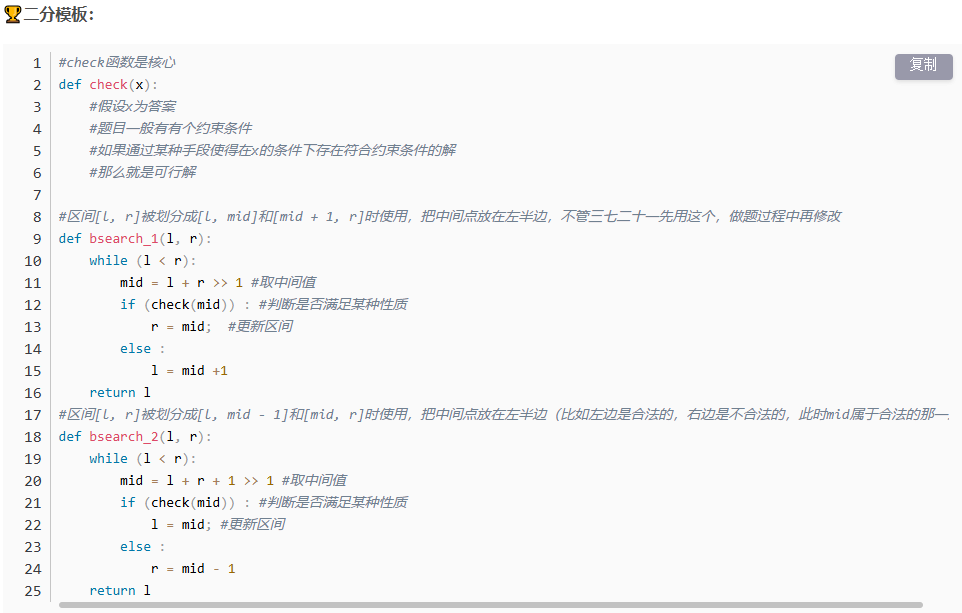 🏆二分模板：
复制
1 #check函数是核心
2 def check(x):
3     #假设x为答案
4     #题目一般有有个约束条件
5     #如果通过某种手段使得在x的条件下存在符合约束条件的解
6     #那么就是可行解
7
8 #区间[l, r]被划分成[l, mid]和[mid + 1, r]时使用，把中间点放在左半边，不管三七二十一先用这个，做题过程中再修改
9 def bsearch_1(l, r):
10     while (l < r):
11         mid = l + r >> 1 #取中间值
12         if (check(mid)) : #判断是否满足某种性质
13             r = mid;  #更新区间
14         else :
15             l = mid +1
16     return l
17 #区间[l, r]被划分成[l, mid - 1]和[mid, r]时使用，把中间点放在左半边（比如左边是合法的，右边是不合法的，此时mid属于合法的那一
18 def bsearch_2(l, r):
19     while (l < r):
20         mid = l + r + 1 >> 1 #取中间值
21         if (check(mid)) : #判断是否满足某种性质
22             l = mid; #更新区间
23         else :
24             r = mid - 1
25     return l